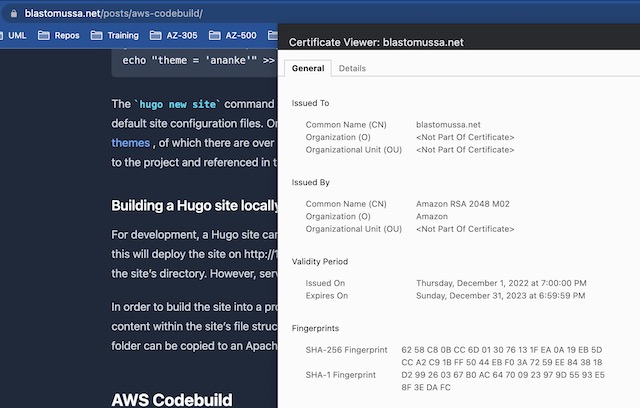 blastomussa.net/posts/aws-codebuild/
UML Repos Training AZ-305 AZ-500
echo "theme = 'ananke'" >>
The `hugo new site` command
default site configuration files. Or
themes , of which there are over
to the project and referenced in t
Building a Hugo site locally
For development, a Hugo site can
this will deploy the site on http://1
the site's directory. However, serv
In order to build the site into a pro
content within the site's file struc
folder can be copied to an Apach
AWS Codebuild
Certificate Viewer: blastomussa.net
General Details
Issued To
Common Name (CN) blastomussa.net
Organization (O) <Not Part Of Certificate>
Organizational Unit (OU) <Not Part Of Certificate>
Issued By
Common Name (CN) Amazon RSA 2048 M02
Organization (O) Amazon
Organizational Unit (OU) <Not Part Of Certificate>
Validity Period
Issued On Thursday, December 1, 2022 at 7:00:00 PM
Expires On Sunday, December 31, 2023 at 6:59:59 PM
Fingerprints
SHA-256 Fingerprint 62 58 C8 0B CC 6D 01 30 76 13 1F EA 0A 19 EB 5D
CC A2 C9 1B FF 50 44 EB F0 3A 72 59 EE 84 38 18
SHA-1 Fingerprint D2 99 26 03 67 B0 AC 64 70 09 23 97 9D 55 93 E5
8F 3E DA FC